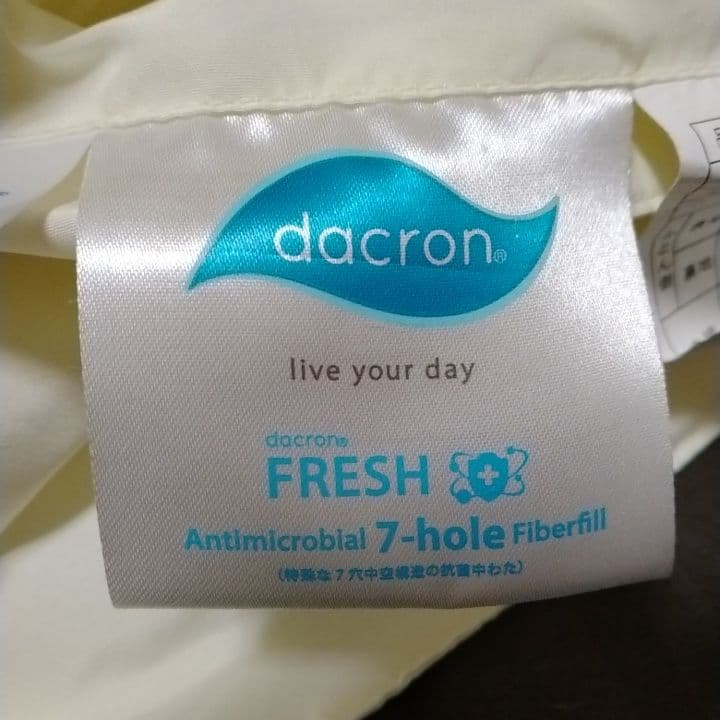 dacron®
live your day
dacron®
FRESH
Antimicrobial 7-hole Fiberfill
(特殊な7穴中空構造の抗菌中わた)